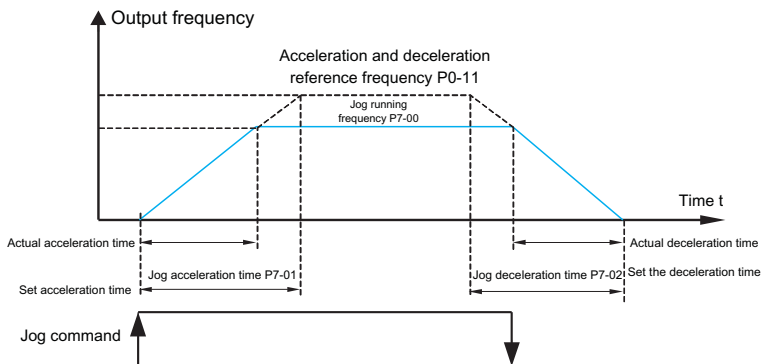 Output frequency
Acceleration and deceleration
reference frequency P0-11
Jog running
frequency P7-00
Time t
Actual acceleration time
Actual deceleration time
Jog acceleration time P7-01
Jog deceleration time P7-02
Set the deceleration time
Set acceleration time
Jog command